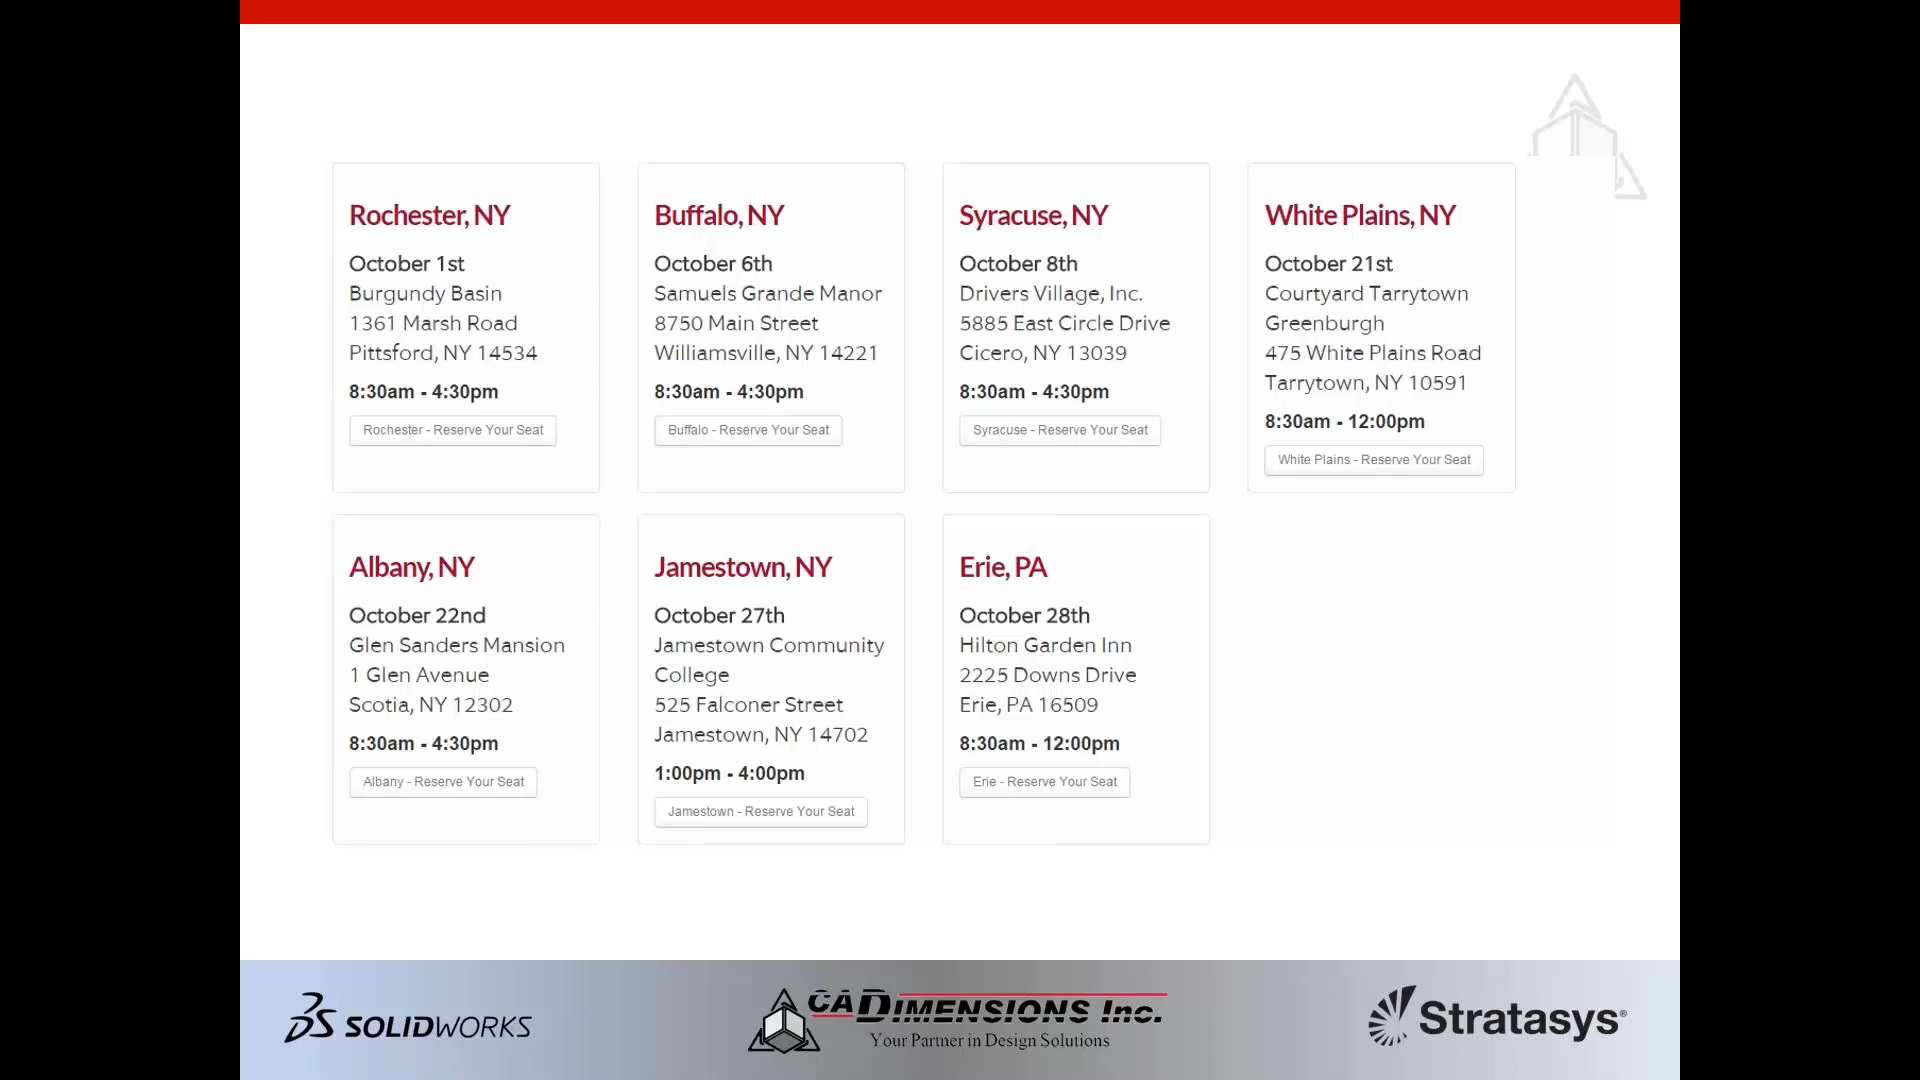 Rochester, NY
October 1st
Burgundy Basin
1361 Marsh Road
Pittsford, NY 14534
8:30am - 4:30pm
Rochester - Reserve Your Seat
Buffalo, NY
October 6th
Samuels Grande Manor
8750 Main Street
Williamsville, NY 14221
8:30am - 4:30pm
Buffalo - Reserve Your Seat
Syracuse, NY
October 8th
Drivers Village, Inc.
5885 East Circle Drive
Cicero, NY 13039
8:30am - 4:30pm
Syracuse - Reserve Your Seat
White Plains, NY
October 21st
Courtyard Tarrytown
Greenburgh
475 White Plains Road
Tarrytown, NY 10591
8:30am - 12:00pm
White Plains - Reserve Your Seat
Albany, NY
October 22nd
Glen Sanders Mansion
1 Glen Avenue
Scotia, NY 12302
8:30am - 4:30pm
Albany - Reserve Your Seat
Jamestown, NY
October 27th
Jamestown Community
College
525 Falconer Street
Jamestown, NY 14702
1:00pm - 4:00pm
Jamestown - Reserve Your Seat
Erie, PA
October 28th
Hilton Garden Inn
2225 Downs Drive
Erie, PA 16509
8:30am - 12:00pm
Erie - Reserve Your Seat
SOLIDWORKS
CADIMENSIONS Inc.
Your Partner in Design Solutions
Stratasys®